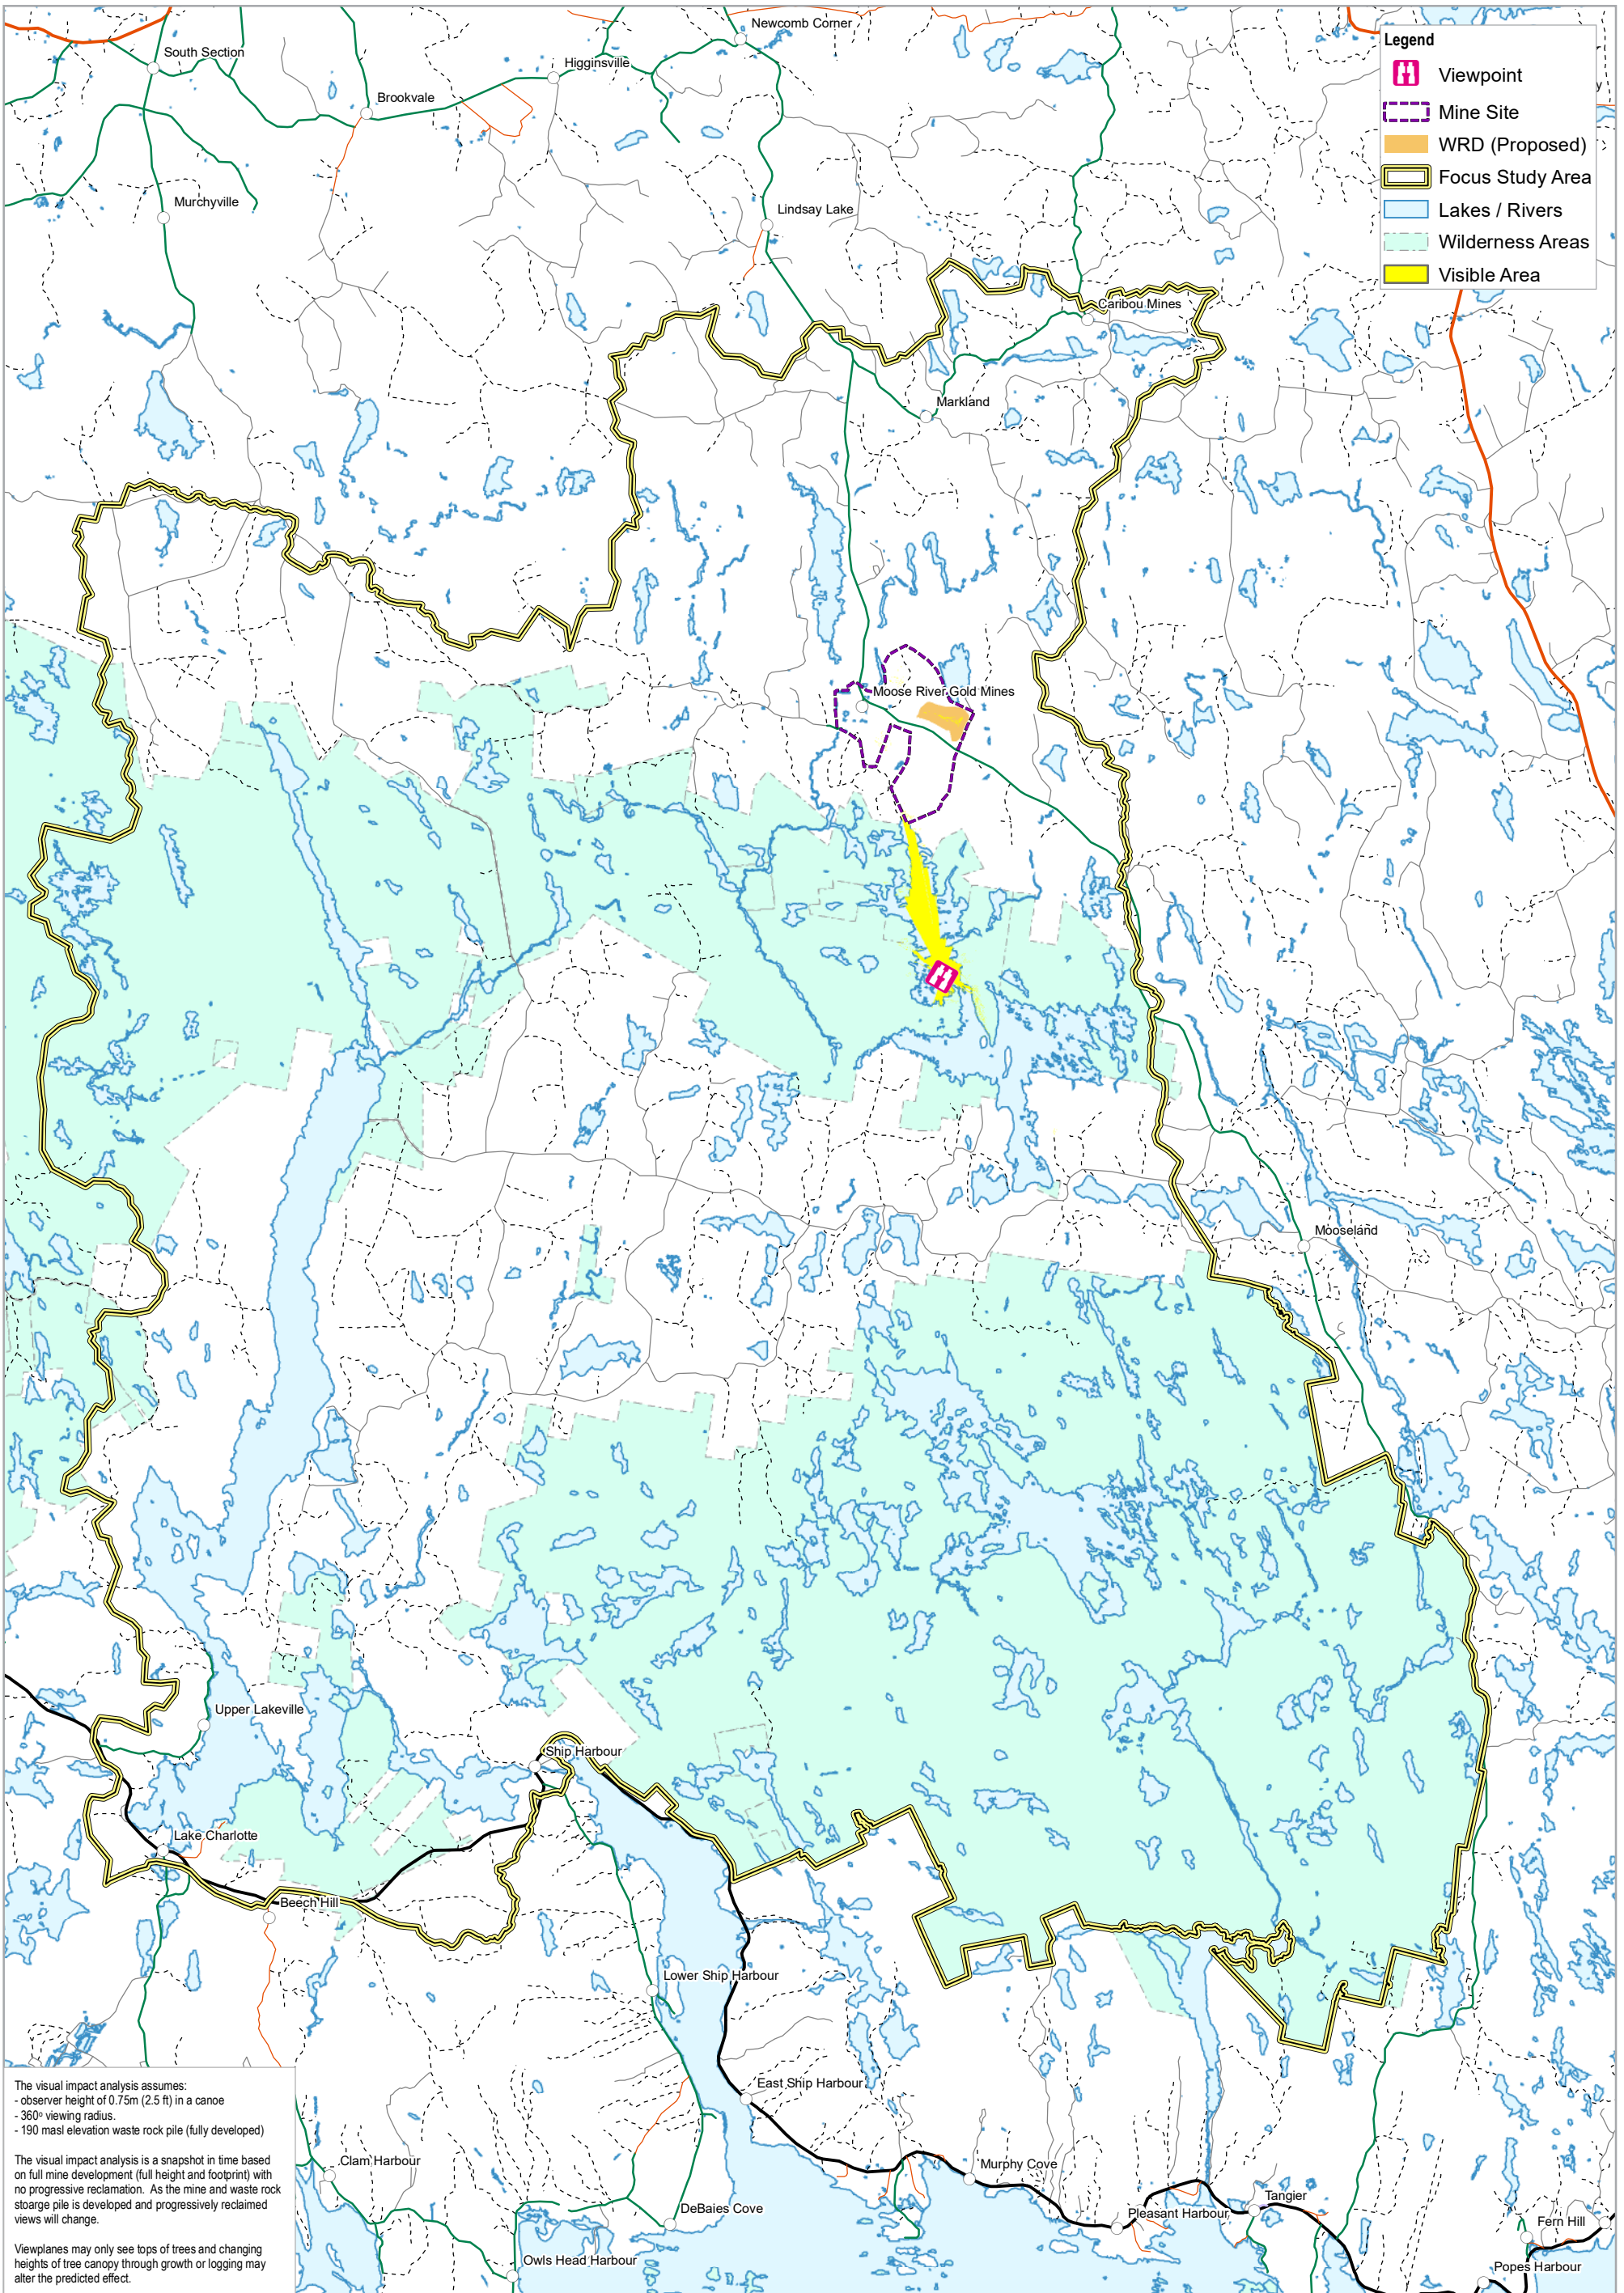 Newcomb Corner
South Section
Higginsville
Brookvale
Legend
Viewpoint
Mine Site
WRD (Proposed)
Focus Study Area
Lakes / Rivers
Wilderness Areas
Visible Area
Murchyville
Lindsay Lake
Caribou Mines
Markland
Moose River Gold Mines
Mooseland
Upper Lakeville
Ship Harbour
Lake Charlotte
Beech Hill
Lower Ship Harbour
East Ship Harbour
Clam Harbour
Murphy Cove
DeBaies Cove
Pleasant Harbour
Tangier
Fern Hill
Owls Head Harbour
Popes Harbour
The visual impact analysis assumes:
- observer height of 0.75m (2.5 ft) in a canoe
- 360º viewing radius.
- 190 masl elevation waste rock pile (fully developed)
The visual impact analysis is a snapshot in time based
on full mine development (full height and footprint) with
no progressive reclamation. As the mine and waste rock
stoarge pile is developed and progressively reclaimed
views will change.
Viewplanes may only see tops of trees and changing
heights of tree canopy through growth or logging may
alter the predicted effect.